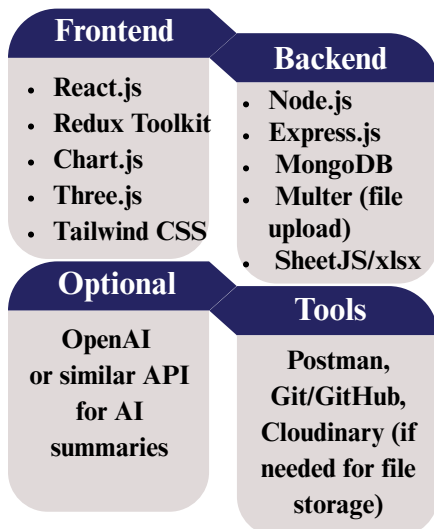 Frontend
• React.js
• Redux Toolkit
• Chart.js
• Three.js
• Tailwind CSS
Backend
• Node.js
• Express.js
• MongoDB
• Multer (file
upload)
• SheetJS/xlsx
Optional
OpenAI
or similar API
for AI
summaries
Tools
Postman,
Git/GitHub,
Cloudinary (if
needed for file
storage)